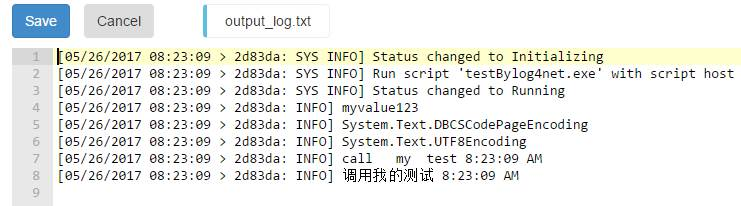 Save Cancel output_log.txt
1 [05/26/2017 08:23:09 > 2d83da: SYS INFO] Status changed to Initializing
2 [05/26/2017 08:23:09 > 2d83da: SYS INFO] Run script 'testBylog4net.exe' with script host
3 [05/26/2017 08:23:09 > 2d83da: SYS INFO] Status changed to Running
4 [05/26/2017 08:23:09 > 2d83da: INFO] myvalue123
5 [05/26/2017 08:23:09 > 2d83da: INFO] System.Text.DBCSCodePageEncoding
6 [05/26/2017 08:23:09 > 2d83da: INFO] System.Text.UTF8Encoding
7 [05/26/2017 08:23:09 > 2d83da: INFO] call   my  test 8:23:09 AM
8 [05/26/2017 08:23:09 > 2d83da: INFO] 调用我的测试 8:23:09 AM
9